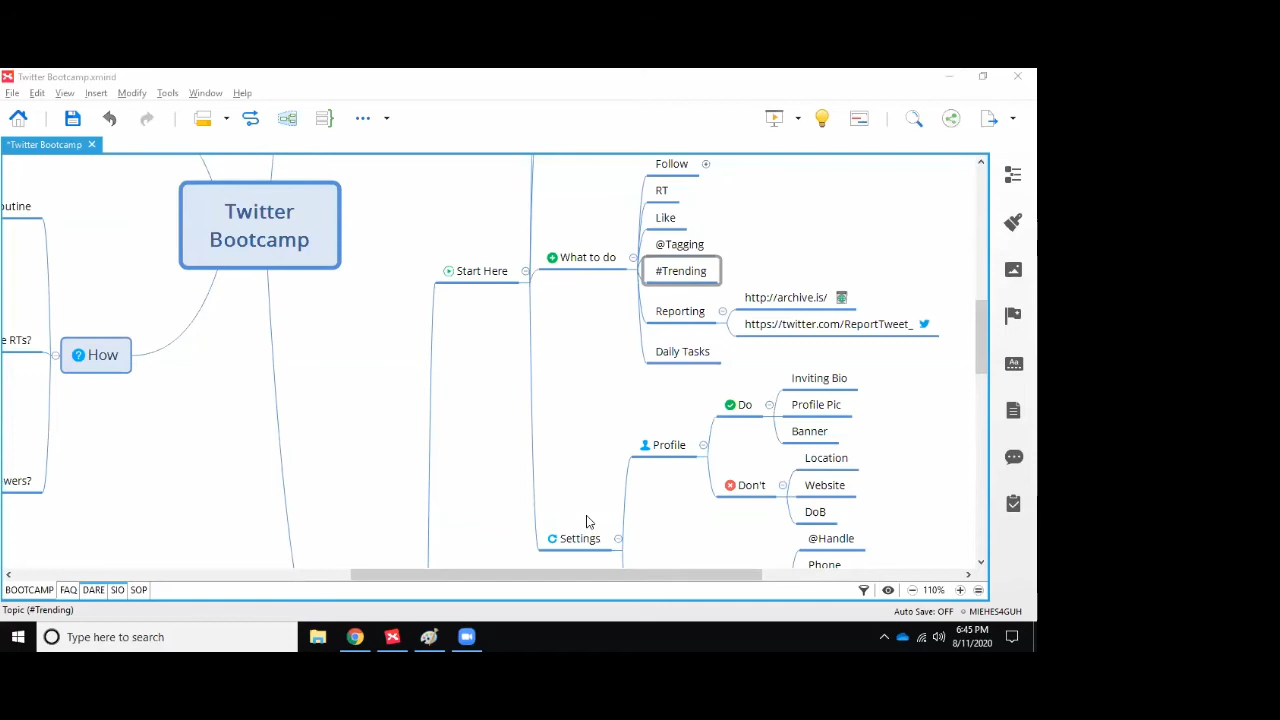 Twitter Bootcamp.xmind
File Edit View Insert Modify Tools Window Help
*Twitter Bootcamp
Twitter
Bootcamp
outine
e RTs?
How
wers?
Start Here
What to do
Follow
RT
Like
@Tagging
#Trending
Reporting
http://archive.is/
https://twitter.com/ReportTweet_
Daily Tasks
Settings
Profile
Do
Inviting Bio
Profile Pic
Banner
Don't
Location
Website
DoB
@Handle
Phone
BOOTCAMP FAQ DARE SIO SOP
110%
Topic (#Trending)
Auto Save: OFF MIEHES4GUH
Type here to search
6:45 PM
8/11/2020